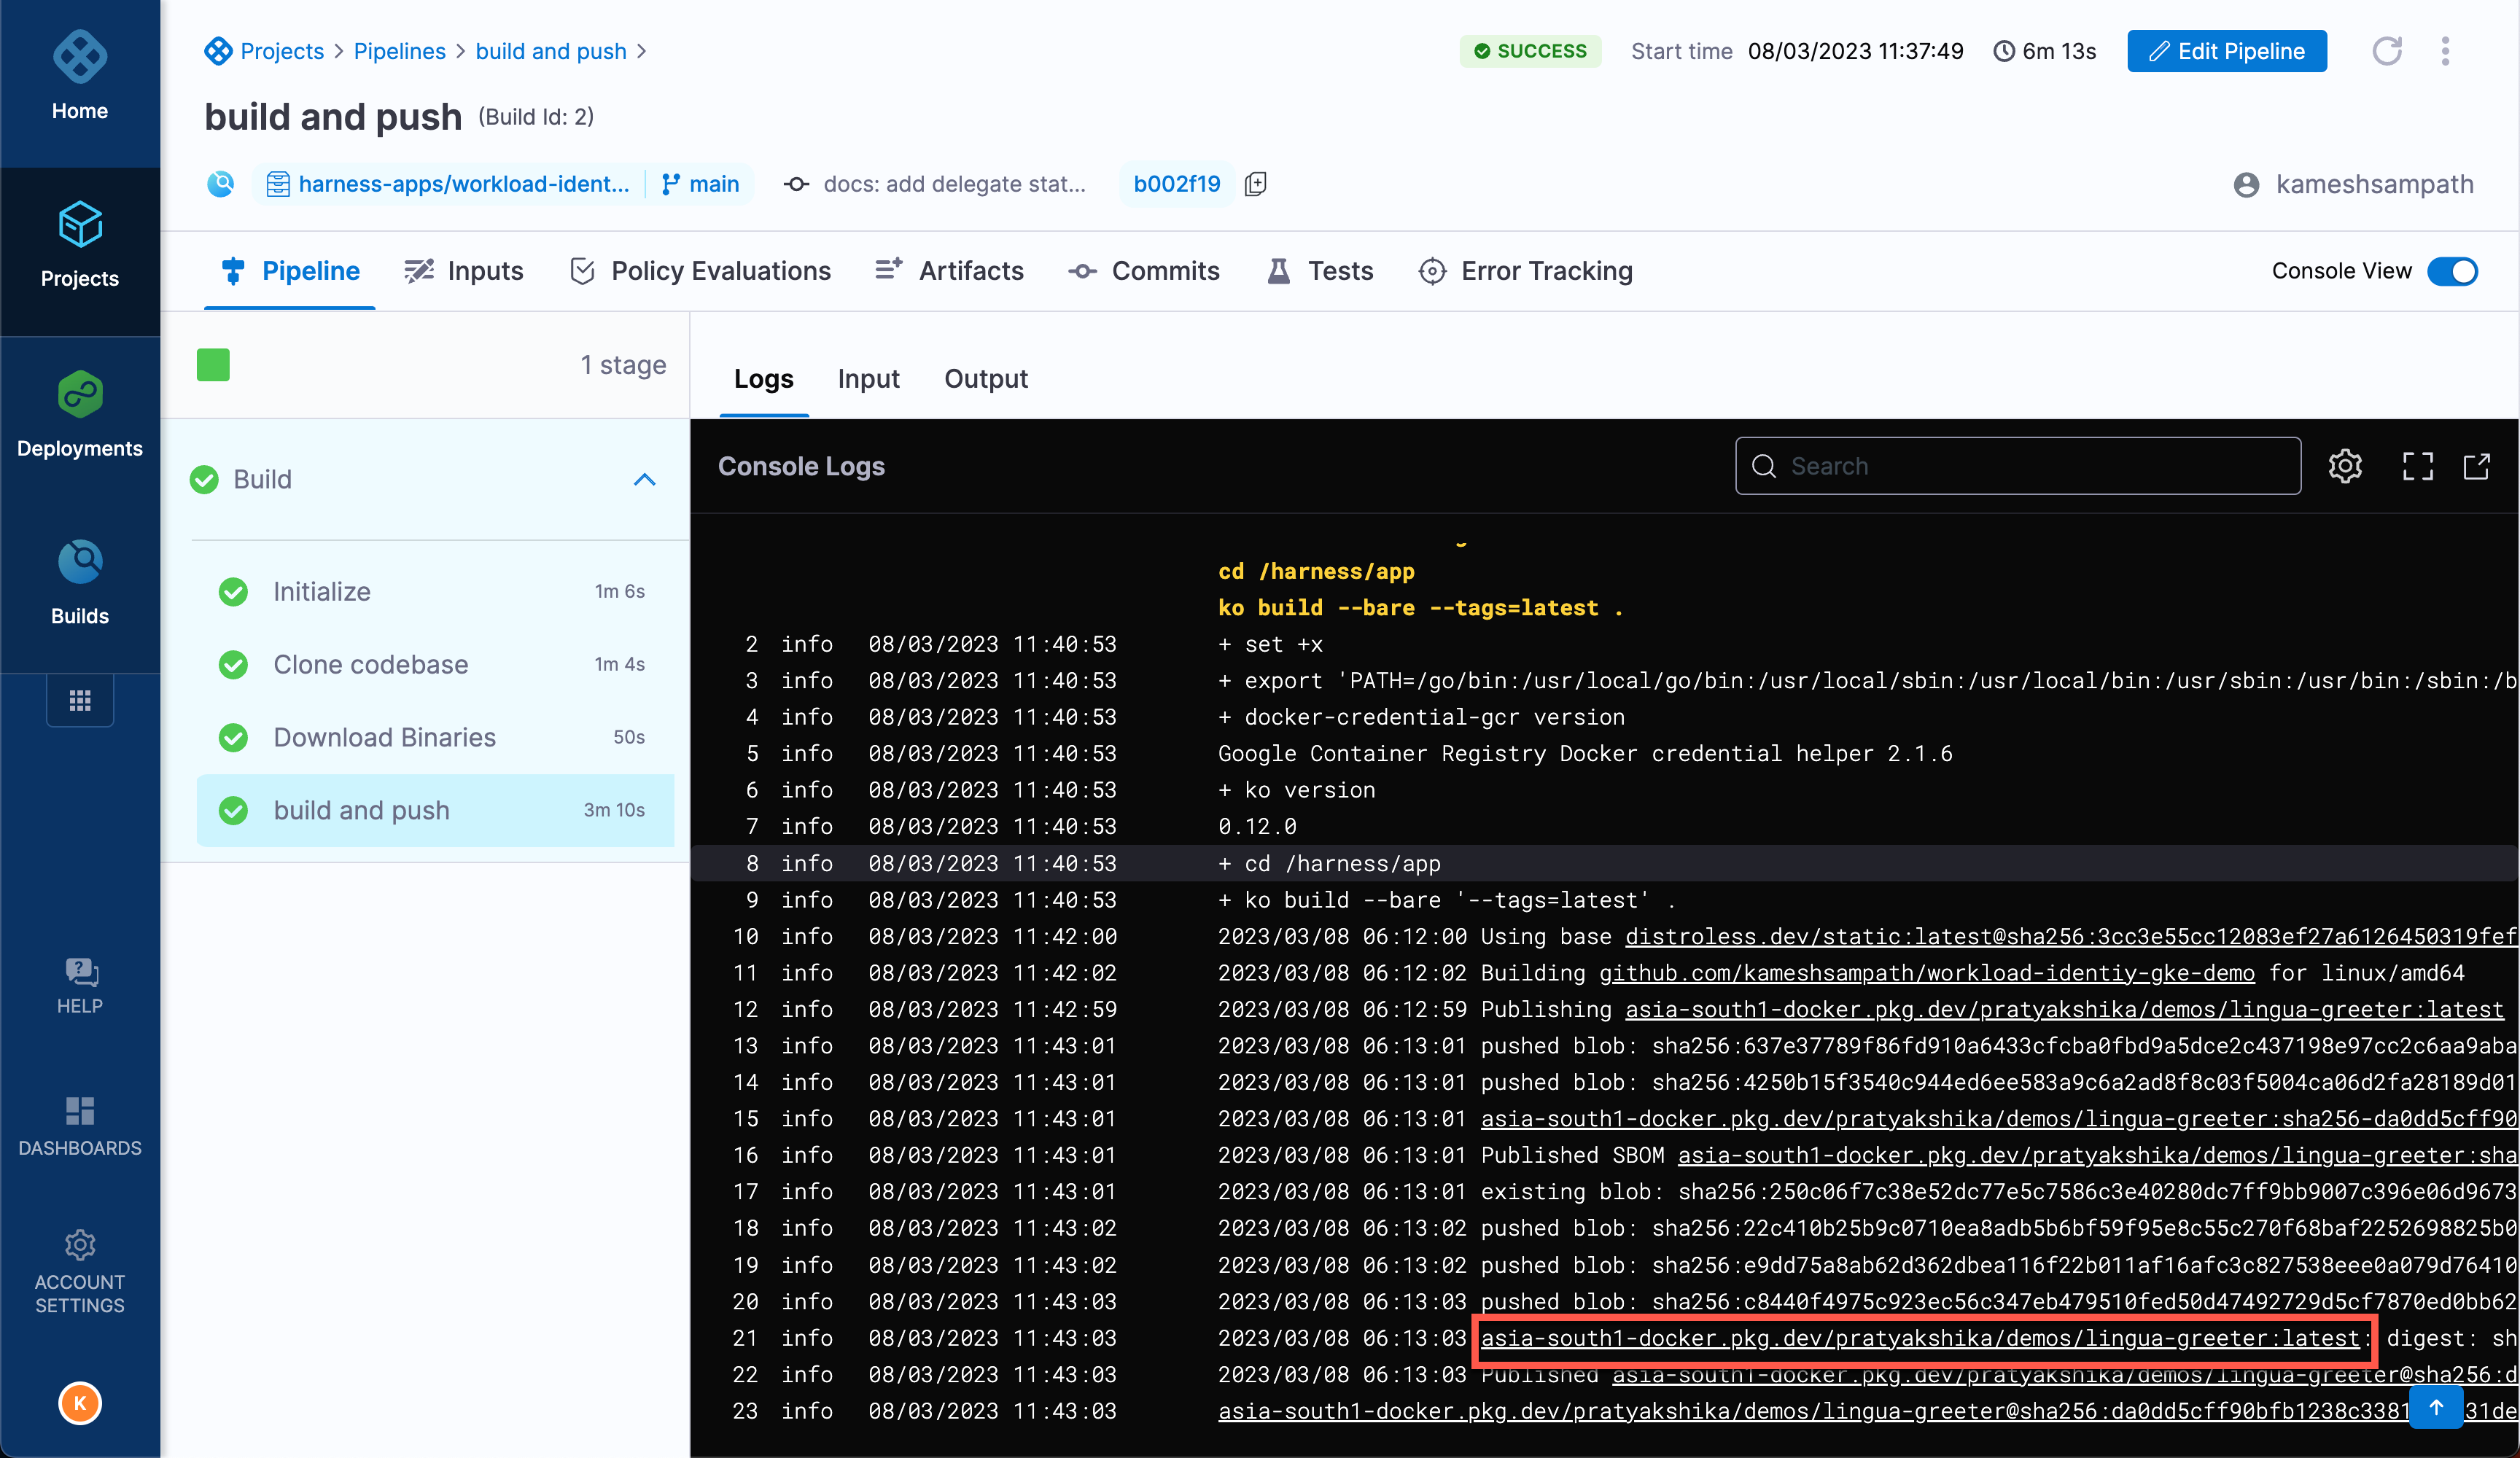 Home
Projects
Deployments
Builds
HELP
DASHBOARDS
ACCOUNT
SETTINGS
K
Projects > Pipelines > build and push >
SUCCESS Start time 08/03/2023 11:37:49 6m 13s Edit Pipeline
build and push (Build Id: 2)
harness-apps/workload-ident... main docs: add delegate stat... b002f19 kameshsampath
Pipeline Inputs Policy Evaluations Artifacts Commits Tests Error Tracking Console View
1 stage
Build
Initialize 1m 6s
Clone codebase 1m 4s
Download Binaries 50s
build and push 3m 10s
Logs Input Output
Console Logs Search
cd /harness/app
ko build --bare --tags=latest .
2 info 08/03/2023 11:40:53 + set +x
3 info 08/03/2023 11:40:53 + export 'PATH=/go/bin:/usr/local/go/bin:/usr/local/sbin:/usr/local/bin:/usr/sbin:/usr/bin:/sbin:/b
4 info 08/03/2023 11:40:53 + docker-credential-gcr version
5 info 08/03/2023 11:40:53 Google Container Registry Docker credential helper 2.1.6
6 info 08/03/2023 11:40:53 + ko version
7 info 08/03/2023 11:40:53 0.12.0
8 info 08/03/2023 11:40:53 + cd /harness/app
9 info 08/03/2023 11:40:53 + ko build --bare '--tags=latest' .
10 info 08/03/2023 11:42:00 2023/03/08 06:12:00 Using base distroless.dev/static:latest@sha256:3cc3e55cc12083ef27a6126450319fef
11 info 08/03/2023 11:42:02 2023/03/08 06:12:02 Building github.com/kameshsampath/workload-identiy-gke-demo for linux/amd64
12 info 08/03/2023 11:42:59 2023/03/08 06:12:59 Publishing asia-south1-docker.pkg.dev/pratyakshika/demos/lingua-greeter:latest
13 info 08/03/2023 11:43:01 2023/03/08 06:13:01 pushed blob: sha256:637e37789f86fd910a6433cfcba0fbd9a5dce2c437198e97cc2c6aa9aba
14 info 08/03/2023 11:43:01 2023/03/08 06:13:01 pushed blob: sha256:4250b15f3540c944ed6ee583a9c6a2ad8f8c03f5004ca06d2fa28189d01
15 info 08/03/2023 11:43:01 2023/03/08 06:13:01 asia-south1-docker.pkg.dev/pratyakshika/demos/lingua-greeter:sha256-da0dd5cff90
16 info 08/03/2023 11:43:01 2023/03/08 06:13:01 Published SBOM asia-south1-docker.pkg.dev/pratyakshika/demos/lingua-greeter:sha
17 info 08/03/2023 11:43:01 2023/03/08 06:13:01 existing blob: sha256:250c06f7c38e52dc77e5c7586c3e40280dc7ff9bb9007c396e06d9673
18 info 08/03/2023 11:43:02 2023/03/08 06:13:02 pushed blob: sha256:22c410b25b9c0710ea8adb5b6bf59f95e8c55c270f68baf2252698825b0
19 info 08/03/2023 11:43:02 2023/03/08 06:13:02 pushed blob: sha256:e9dd75a8ab62d362dbea116f22b011af16afc3c827538eee0a079d76410
20 info 08/03/2023 11:43:03 2023/03/08 06:13:03 pushed blob: sha256:c8440f4975c923ec56c347eb479510fed50d47492729d5cf7870ed0bb62
21 info 08/03/2023 11:43:03 2023/03/08 06:13:03 asia-south1-docker.pkg.dev/pratyakshika/demos/lingua-greeter:latest: digest: sh
22 info 08/03/2023 11:43:03 2023/03/08 06:13:03 Published asia-south1-docker.pkg.dev/pratyakshika/demos/lingua-greeter@sha256:d
23 info 08/03/2023 11:43:03 asia-south1-docker.pkg.dev/pratyakshika/demos/lingua-greeter@sha256:da0dd5cff90bfb1238c3381 31de